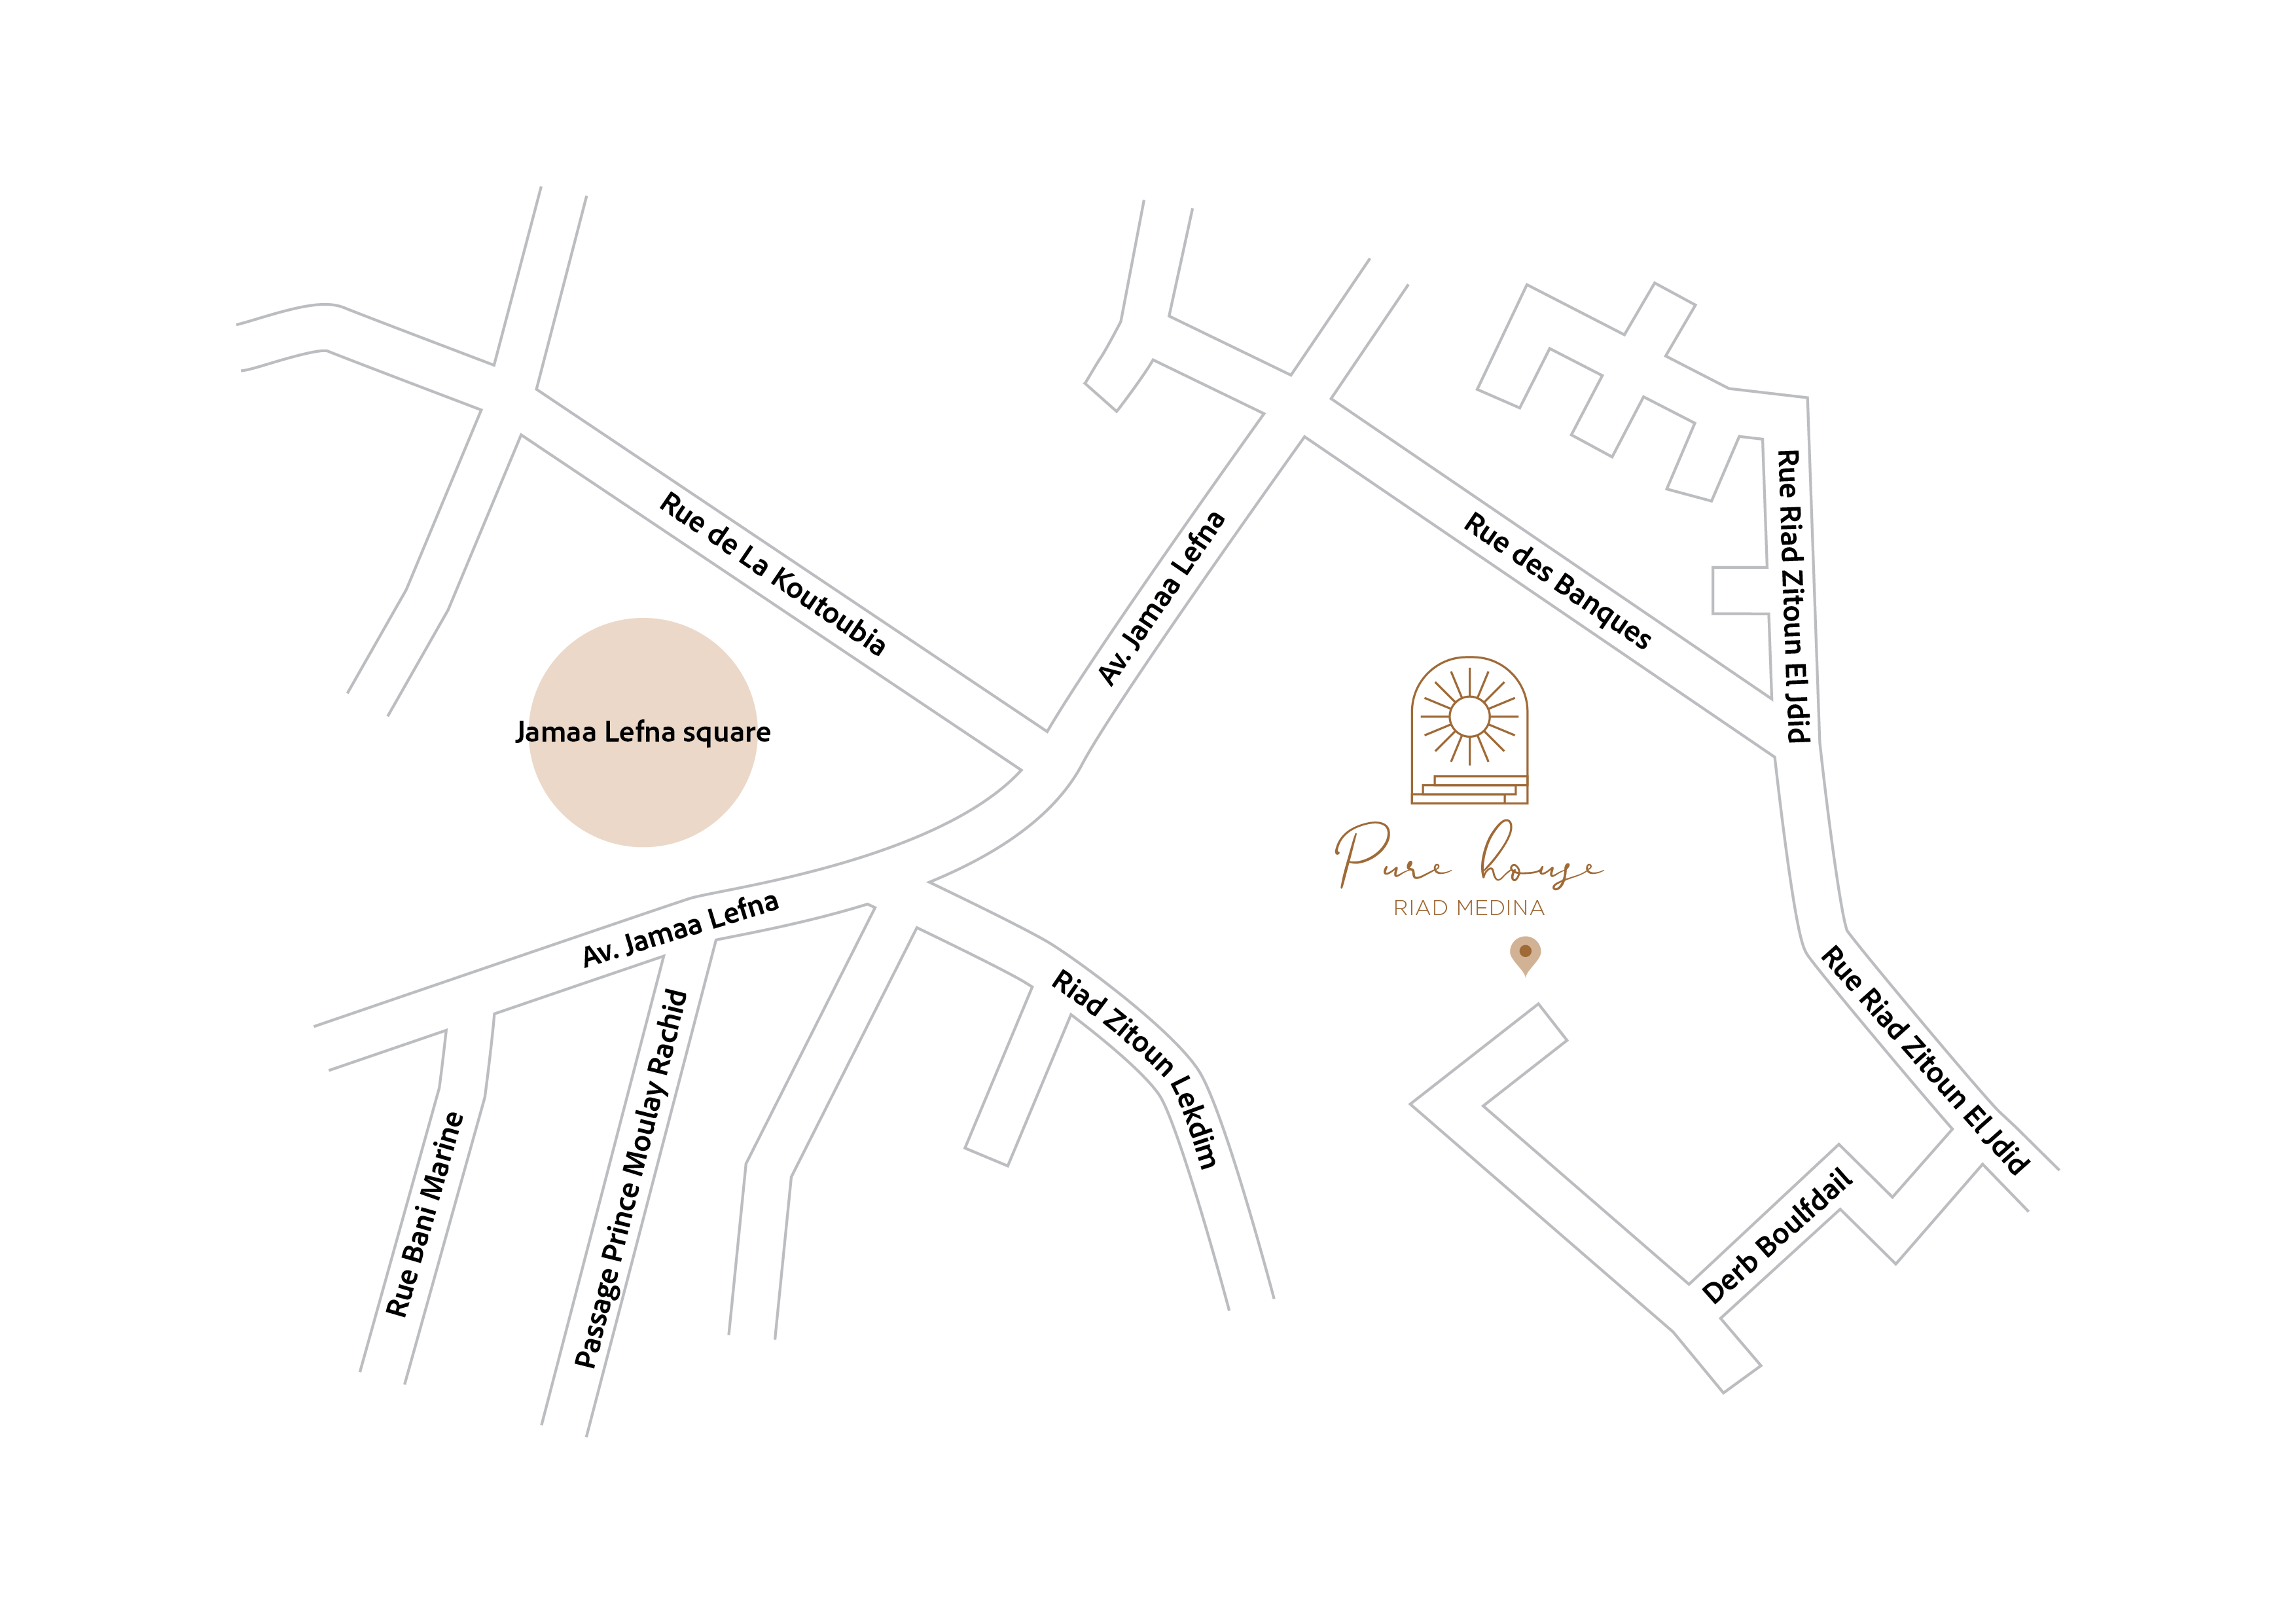 Rue de La Koutoubia
Av. Jamaa Lefna
Rue des Banques
Rue Riad Zitoun El Jdid
Jamaa Lefna square
Pure house
RIAD MEDINA
Av. Jamaa Lefna
Rue Riad Zitoun El Jdid
Riad Zitoun Lekdim
Passage Prince Moulay Rachid
Rue Bani Marine
Derb Boulfdail